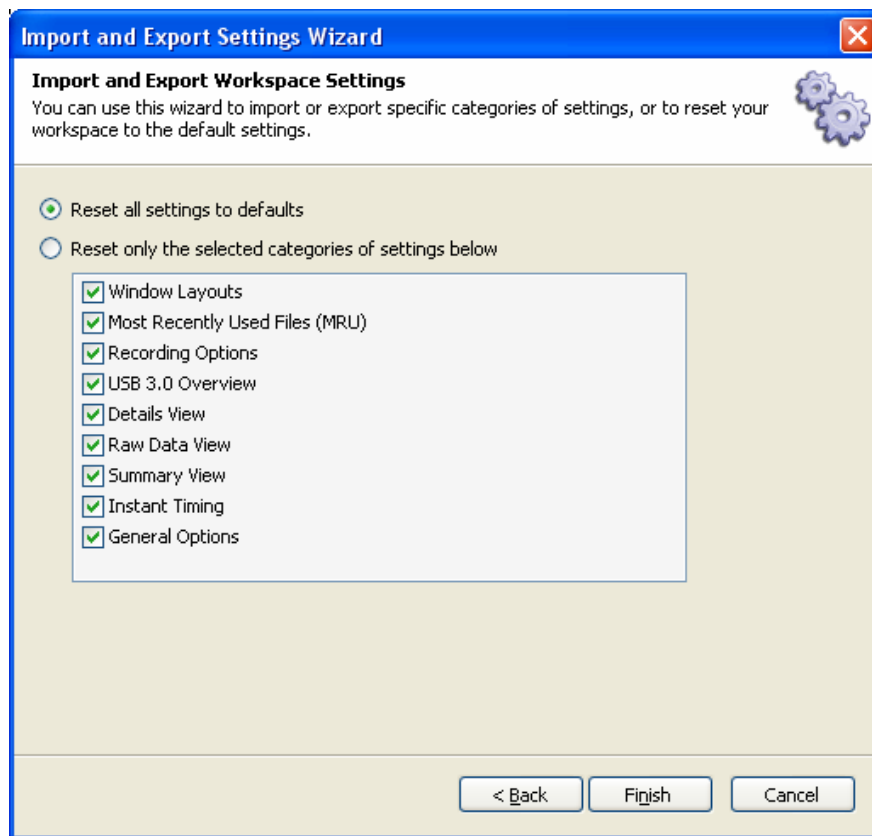 Import and Export Settings Wizard
Import and Export Workspace Settings
You can use this wizard to import or export specific categories of settings, or to reset your
workspace to the default settings.
Reset all settings to defaults
Reset only the selected categories of settings below
Window Layouts
Most Recently Used Files (MRU)
Recording Options
USB 3.0 Overview
Details View
Raw Data View
Summary View
Instant Timing
General Options
< Back
Finish
Cancel